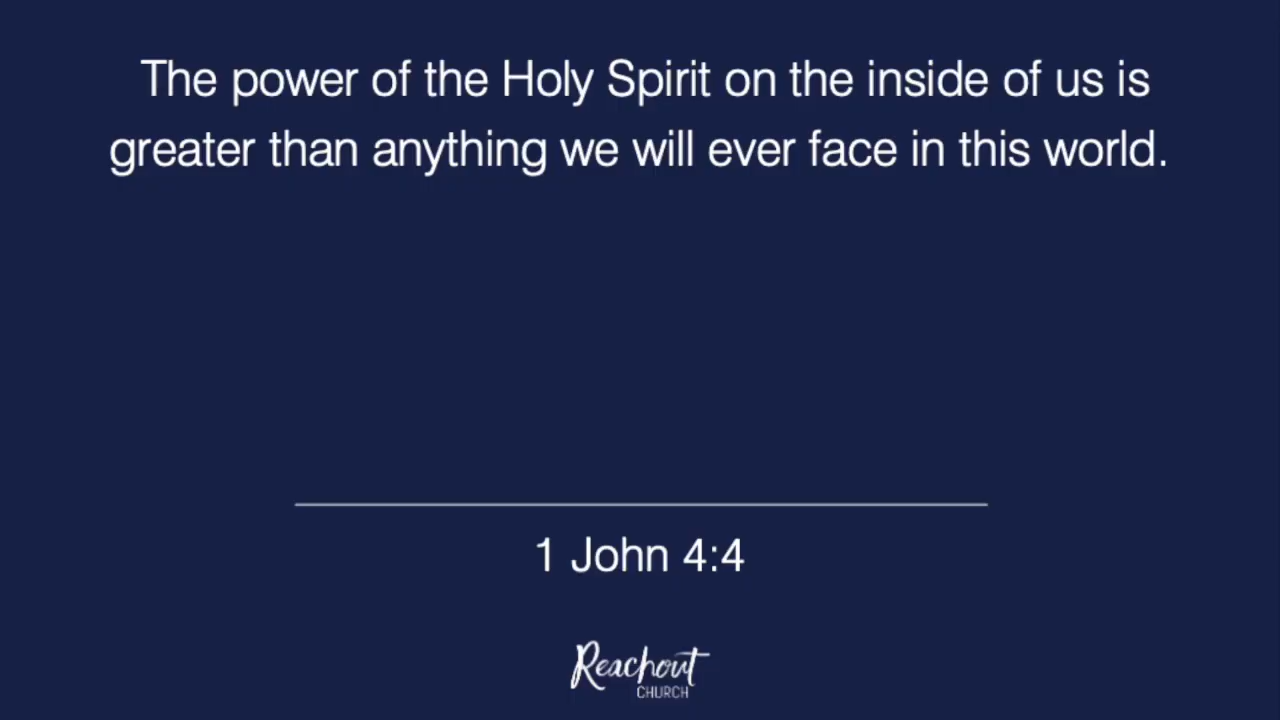 The power of the Holy Spirit on the inside of us is
greater than anything we will ever face in this world.
1 John 4:4
Reachout
CHURCH